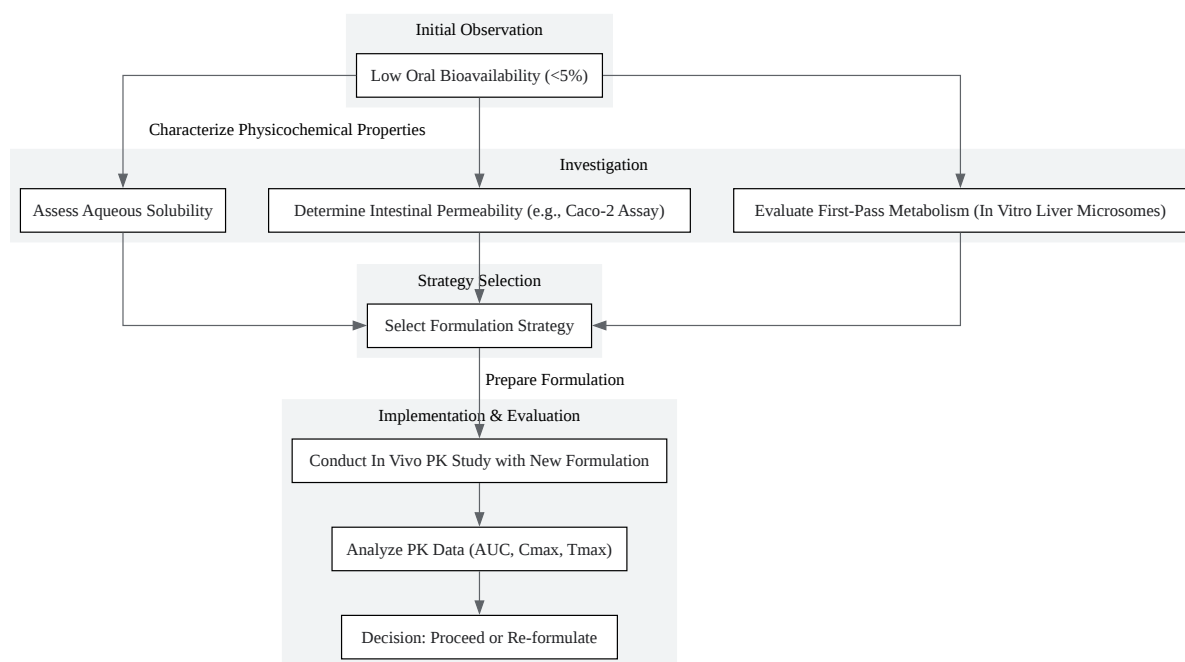 Initial Observation
Low Oral Bioavailability (<5%)
Characterize Physicochemical Properties
Investigation
Assess Aqueous Solubility
Determine Intestinal Permeability (e.g., Caco-2 Assay)
Evaluate First-Pass Metabolism (In Vitro Liver Microsomes)
Strategy Selection
Select Formulation Strategy
Prepare Formulation
Implementation & Evaluation
Conduct In Vivo PK Study with New Formulation
Analyze PK Data (AUC, Cmax, Tmax)
Decision: Proceed or Re-formulate